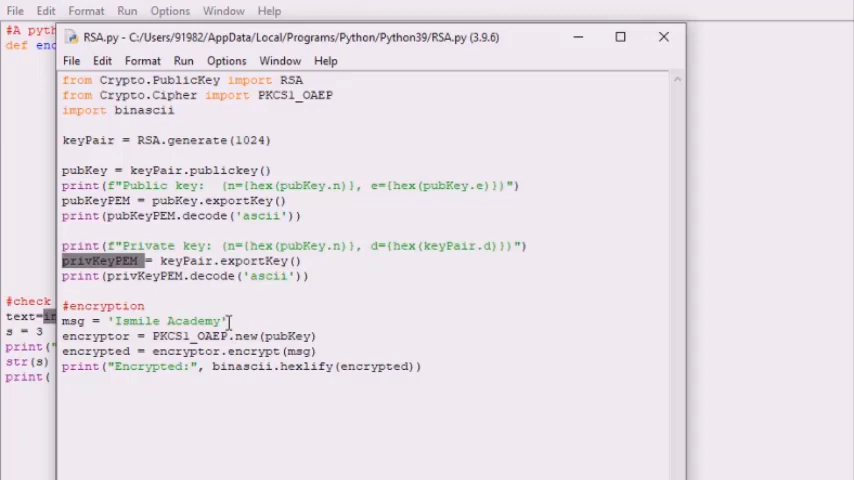 File Edit Format Run Options Window Help
#A pyth
def enc
RSA.py - C:/Users/91982/AppData/Local/Programs/Python/Python39/RSA.py (3.9.6)
File Edit Format Run Options Window Help
from Crypto.PublicKey import RSA
from Crypto.Cipher import PKCS1_OAEP
import binascii
keyPair = RSA.generate(1024)
pubKey = keyPair.publickey()
print(f"Public key:  {n={hex(pubKey.n)}, e={hex(pubKey.e)})")
pubKeyPEM = pubKey.exportKey()
print(pubKeyPEM.decode('ascii'))
print(f"Private key: {n={hex(pubKey.n)}, d={hex(keyPair.d)})")
privKeyPEM = keyPair.exportKey()
print(privKeyPEM.decode('ascii'))
#encryption
msg = 'Ismile Academy'
encryptor = PKCS1_OAEP.new(pubKey)
encrypted = encryptor.encrypt(msg)
print("Encrypted:", binascii.hexlify(encrypted))
#check
text=in
s = 3
print("
str(s)
print(